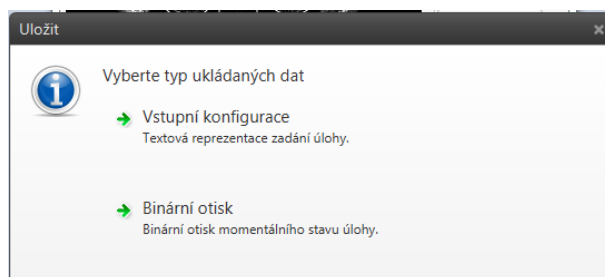 Uložit
Vyberte typ ukládaných dat
Vstupní konfigurace
Textová reprezentace zadání úlohy.
Binární otisk
Binární otisk momentálního stavu úlohy.